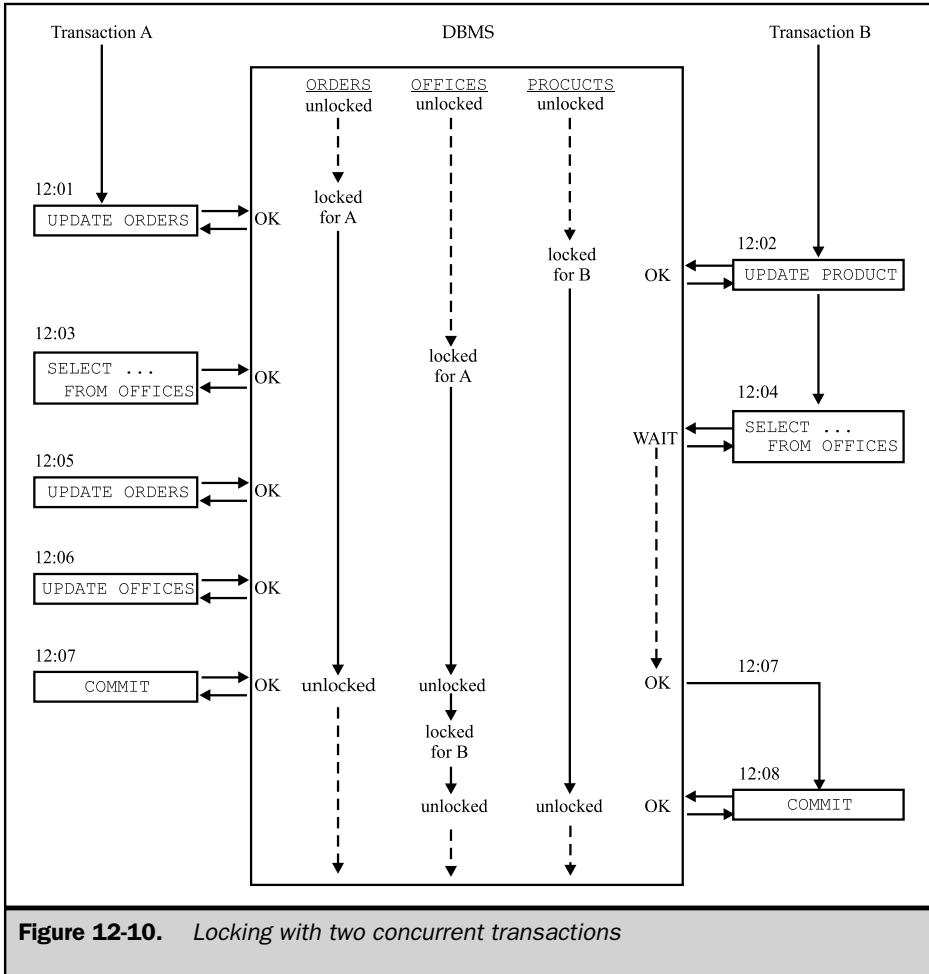 Transaction A
DBMS
Transaction B
ORDERS
unlocked
OFFICES
unlocked
PROCUCTS
unlocked
12:01
UPDATE ORDERS
OK
locked
for A
12:02
UPDATE PRODUCT
OK
locked
for B
12:03
SELECT ...
FROM OFFICES
OK
locked
for A
12:04
SELECT ...
FROM OFFICES
WAIT
12:05
UPDATE ORDERS
OK
12:06
UPDATE OFFICES
OK
12:07
COMMIT
OK
unlocked
unlocked
OK
12:07
locked
for B
12:08
COMMIT
OK
unlocked
unlocked
Figure 12-10. Locking with two concurrent transactions